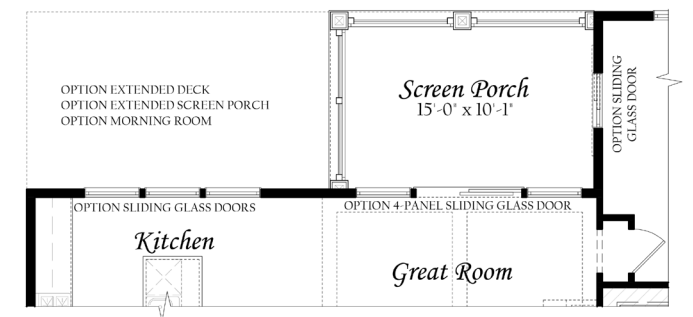 OPTION EXTENDED DECK
OPTION EXTENDED SCREEN PORCH
OPTION MORNING ROOM
Screen Porch
15'-0" x 10'-1"
OPTION SLIDING
GLASS DOOR
OPTION SLIDING GLASS DOORS
OPTION 4-PANEL SLIDING GLASS DOOR
Kitchen
Great Room